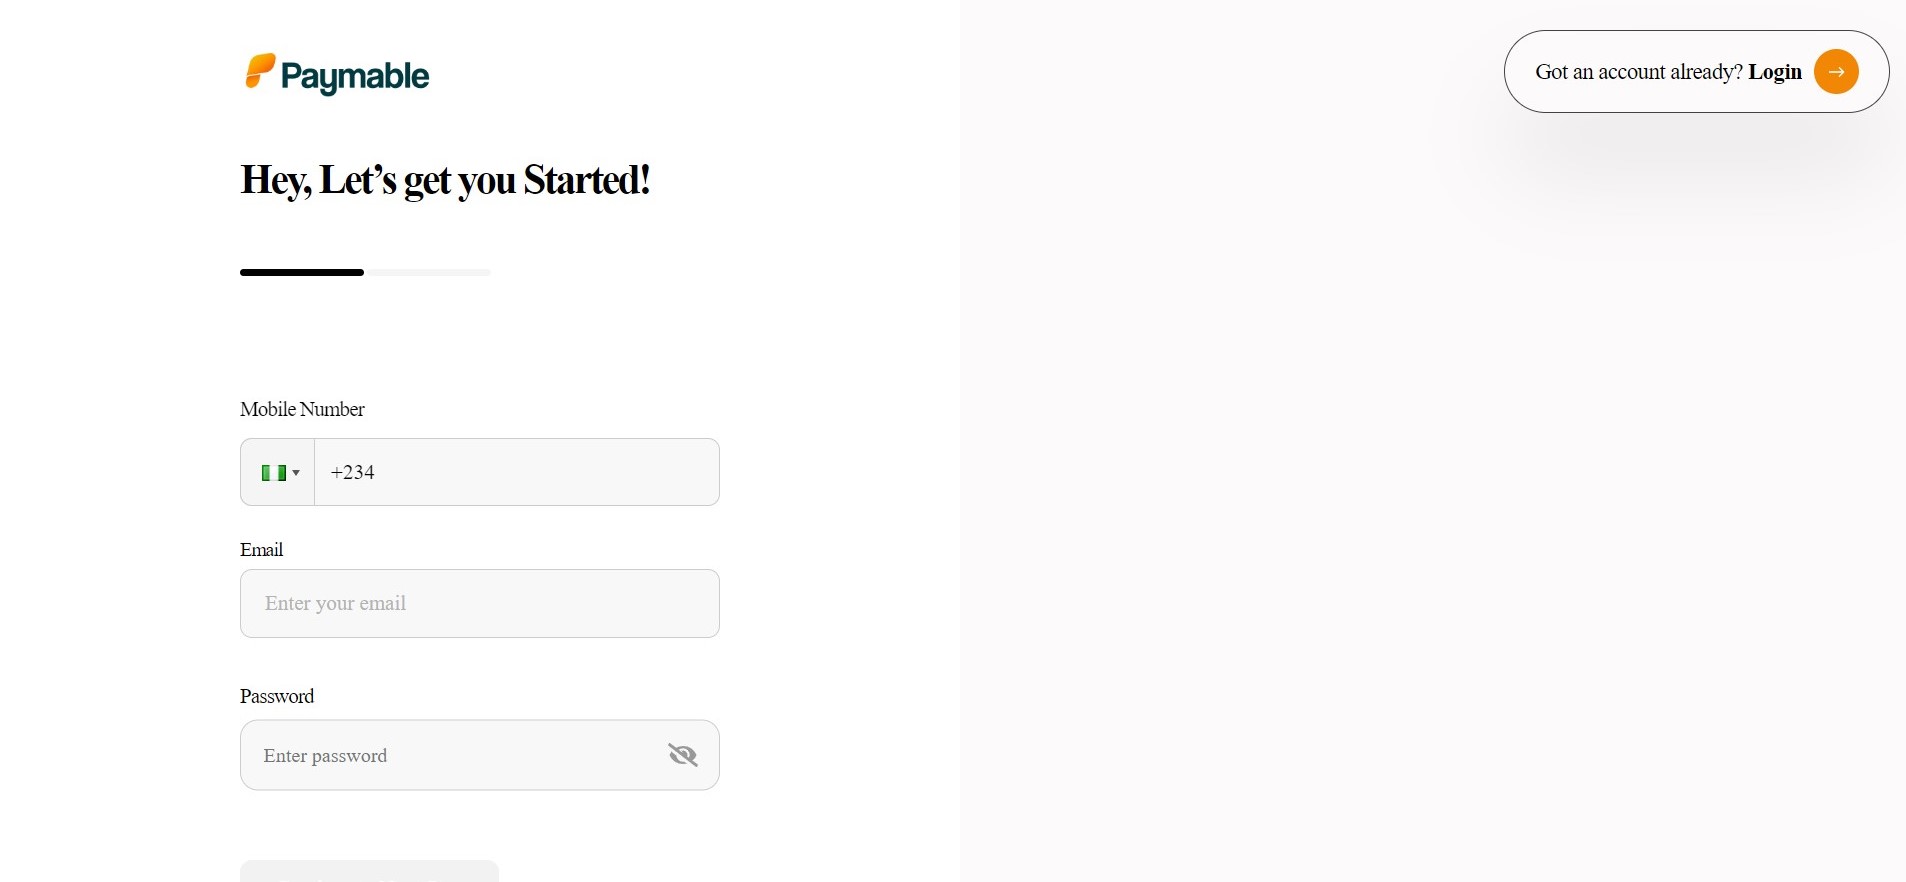 Paymable
Got an account already? Login →
Hey, Let’s get you Started!
Mobile Number
+234
Email
Enter your email
Password
Enter password